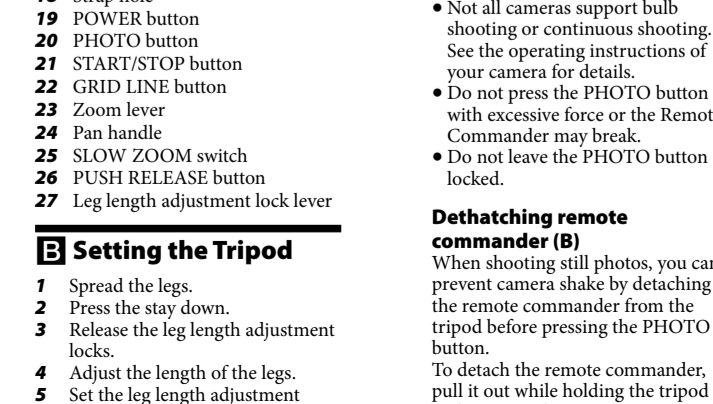 19 POWER button
20 PHOTO button
21 START/STOP button
22 GRID LINE button
23 Zoom lever
24 Pan handle
25 SLOW ZOOM switch
26 PUSH RELEASE button
27 Leg length adjustment lock lever
B Setting the Tripod
1 Spread the legs.
2 Press the stay down.
3 Release the leg length adjustment
locks.
4 Adjust the length of the legs.
5 Set the leg length adjustment
• Not all cameras support bulb
shooting or continuous shooting.
See the operating instructions of
your camera for details.
• Do not press the PHOTO button
with excessive force or the Remot
Commander may break.
• Do not leave the PHOTO button
locked.
Dethatching remote
commander (B)
When shooting still photos, you can
prevent camera shake by detaching
the remote commander from the
tripod before pressing the PHOTO
button.
To detach the remote commander,
pull it out while holding the tripod